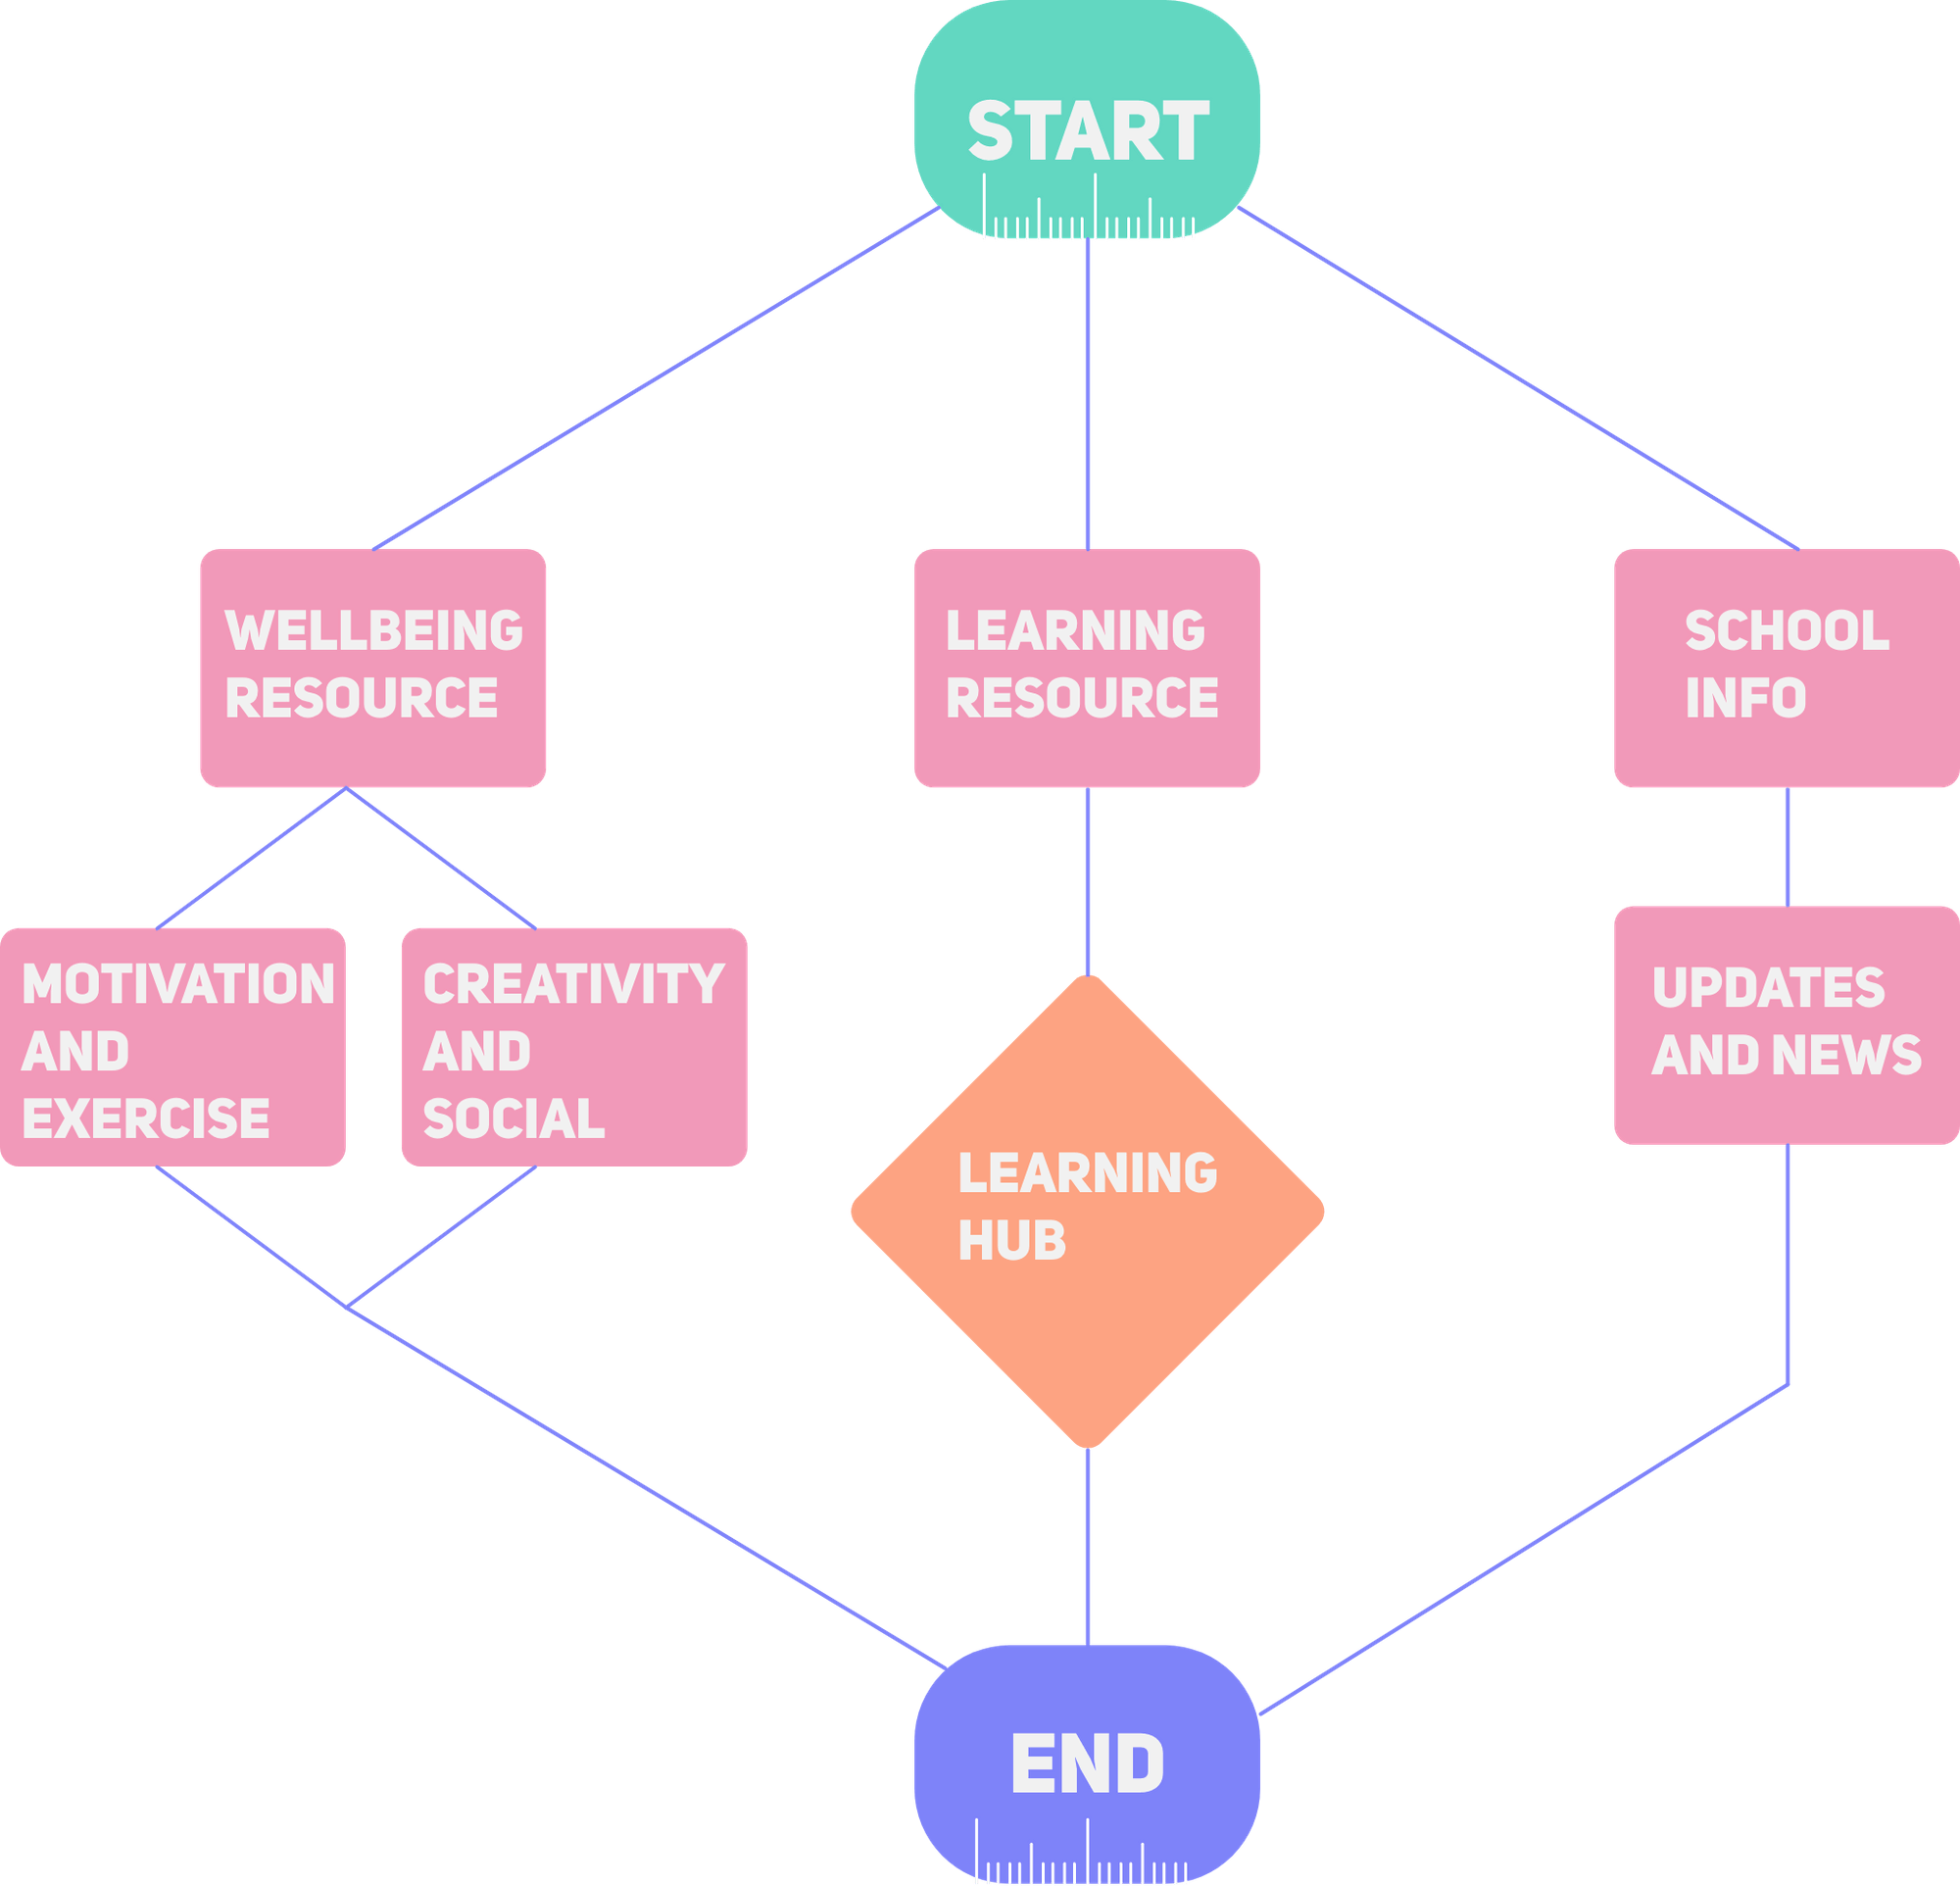 START
WELLBEING
RESOURCE
LEARNING
RESOURCE
SCHOOL
INFO
MOTIVATION
AND
EXERCISE
CREATIVITY
AND
SOCIAL
UPDATES
AND NEWS
LEARNING
HUB
END